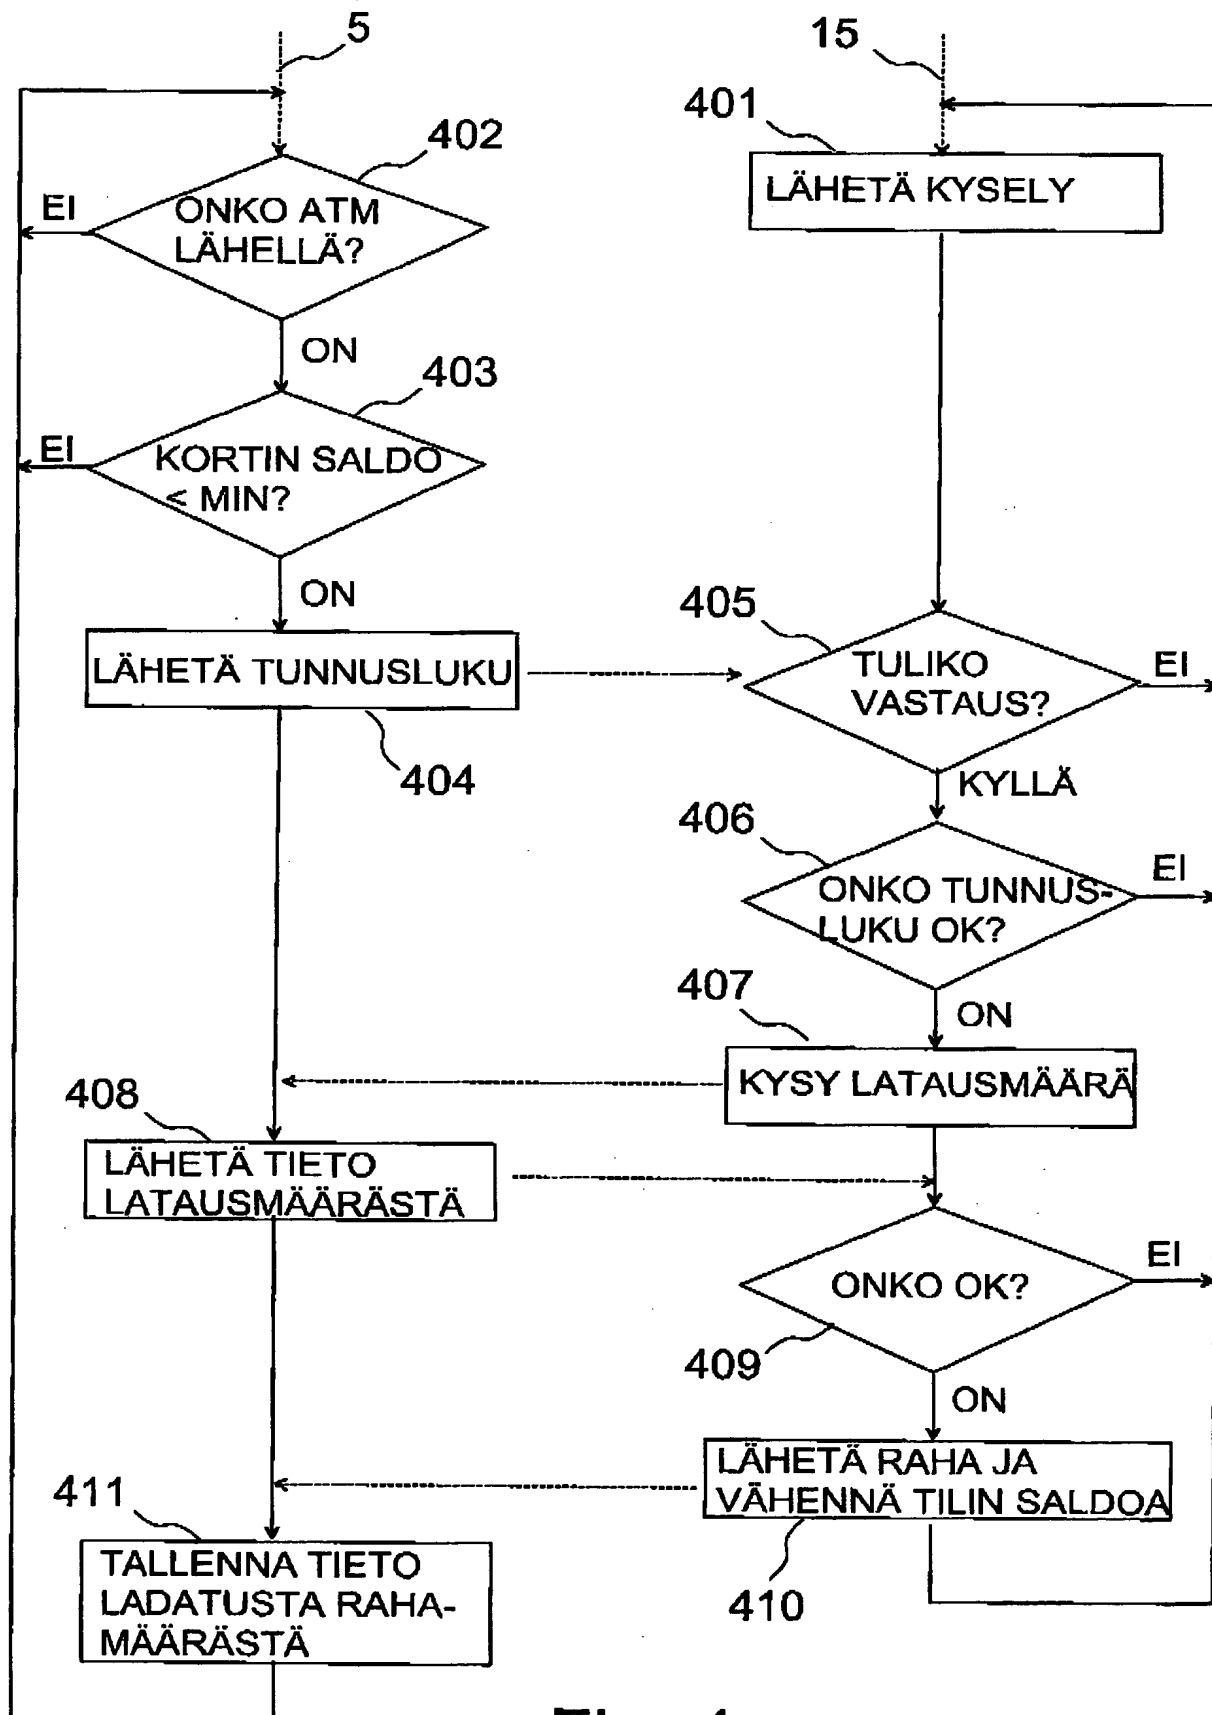 5
15
401
402
LÄHETÄ KYSELY
EI
ONKO ATM
LÄHELLÄ?
ON
403
EI
KORTIN SALDO
< MIN?
ON
405
LÄHETÄ TUNNUSLUKU
TULIKO
VASTAUS?
EI
404
KYLLÄ
406
ONKO TUNNUS-
LUKU OK?
EI
407
ON
KYSY LATAUSMÄÄRÄ
408
LÄHETÄ TIETO
LATAUSMÄÄRÄSTÄ
ONKO OK?
EI
409
ON
LÄHETÄ RAHA JA
VÄHENNÄ TILIN SALDOA
411
TALLENNA TIETO
LADATUSTA RAHA-
MÄÄRÄSTÄ
410